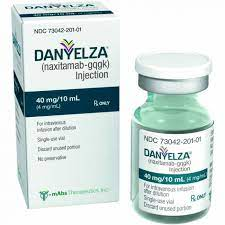 NDC 73042-201-01
DANYELZA
(naxitamab-gqgk)
Injection
40 mg/10 mL
(4 mg/mL)
Rx ONLY
For intravenous
infusion after dilution
Single-use vial
Discard unused portion
No preservative
Y-mAbs Therapeutics, Inc.
NDC 73042-201-01
DANYELZA
(naxitamab-gqgk)
Injection
40 mg/10 mL
(4 mg/mL)
Rx ONLY
For intravenous
infusion after dilution
Single-use vial
Discard unused portion